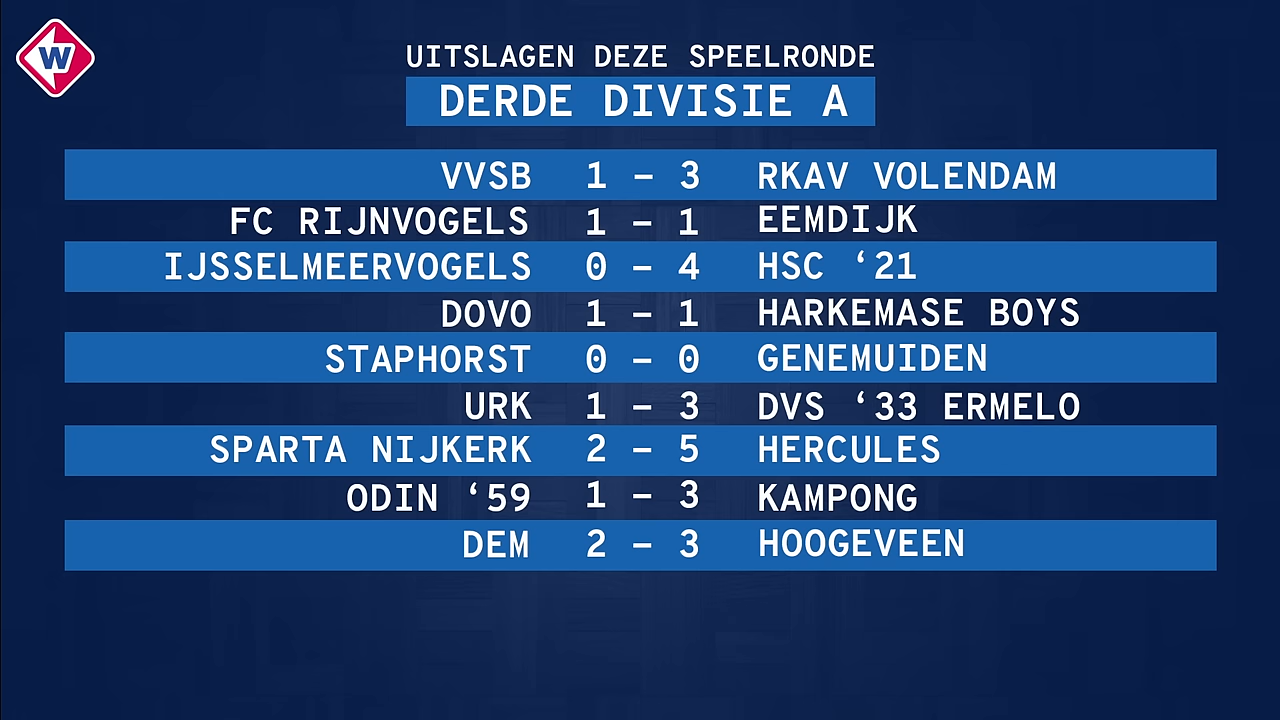 W
UITSLAGEN DEZE SPEELRONDE
DERDE DIVISIE A
VVSB 1 – 3 RKAV VOLENDAM
FC RIJNVOGELS 1 – 1 EEMDIJK
IJSSELMEERVOGELS 0 – 4 HSC ‘21
DOVO 1 – 1 HARKEMASE BOYS
STAPHORST 0 – 0 GENEMUIDEN
URK 1 – 3 DVS ‘33 ERMELO
SPARTA NIJKERK 2 – 5 HERCULES
ODIN ‘59 1 – 3 KAMPONG
DEM 2 – 3 HOOGEVEEN